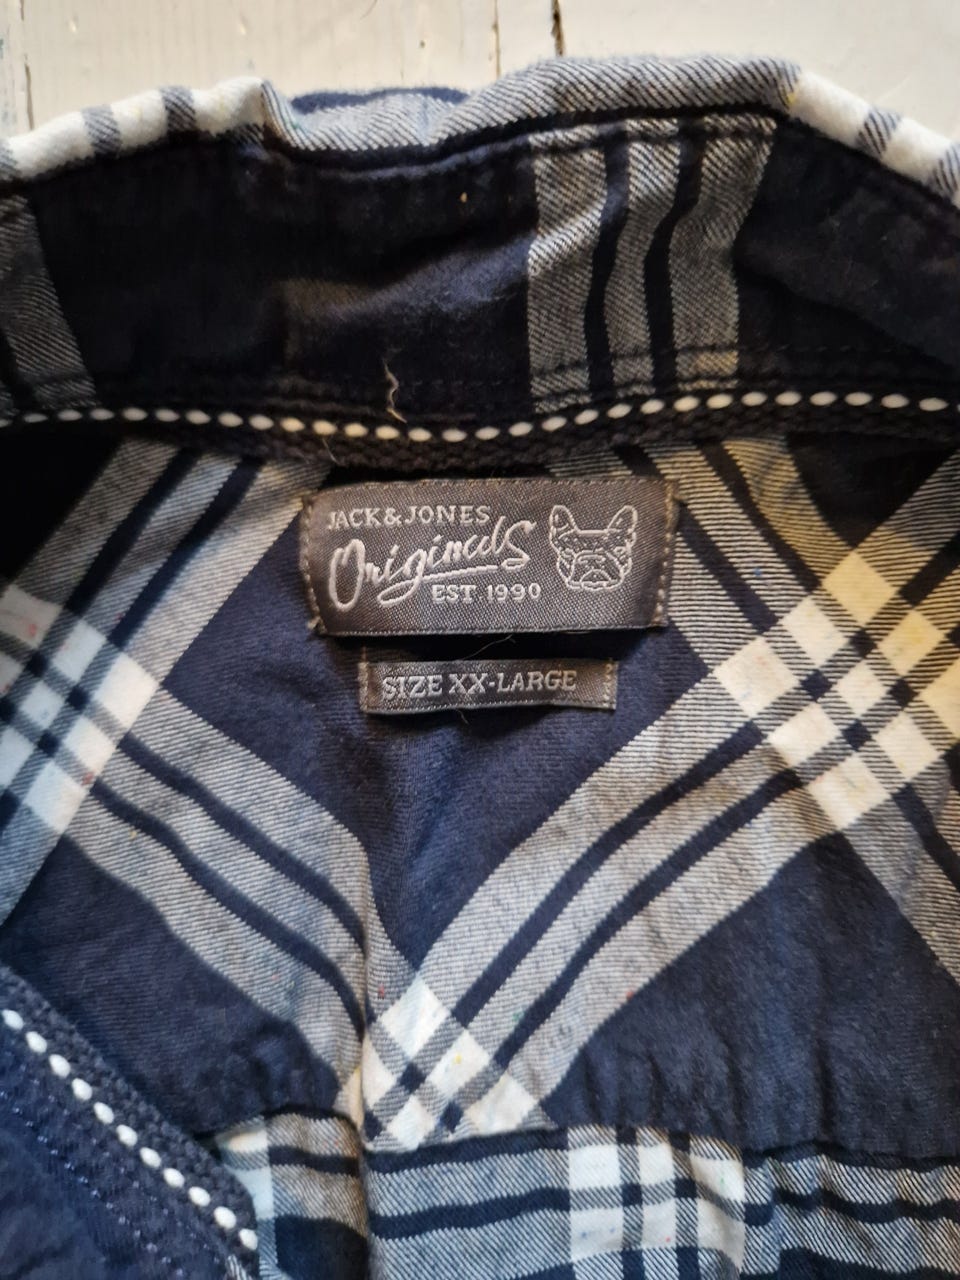 JACK & JONES
Originals
EST. 1990
SIZE XX-LARGE